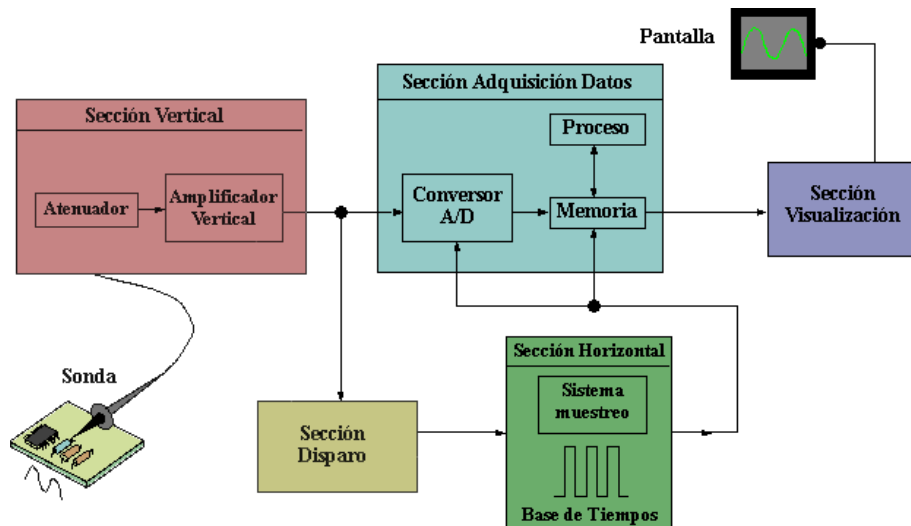 Pantalla
Sección Adquisición Datos
Sección Vertical
Proceso
Atenuador
Amplificador
Vertical
Conversor
A/D
Memoria
Sección
Visualización
Sonda
Sección Horizontal
Sistema
muestreo
Sección
Disparo
Base de Tiempos